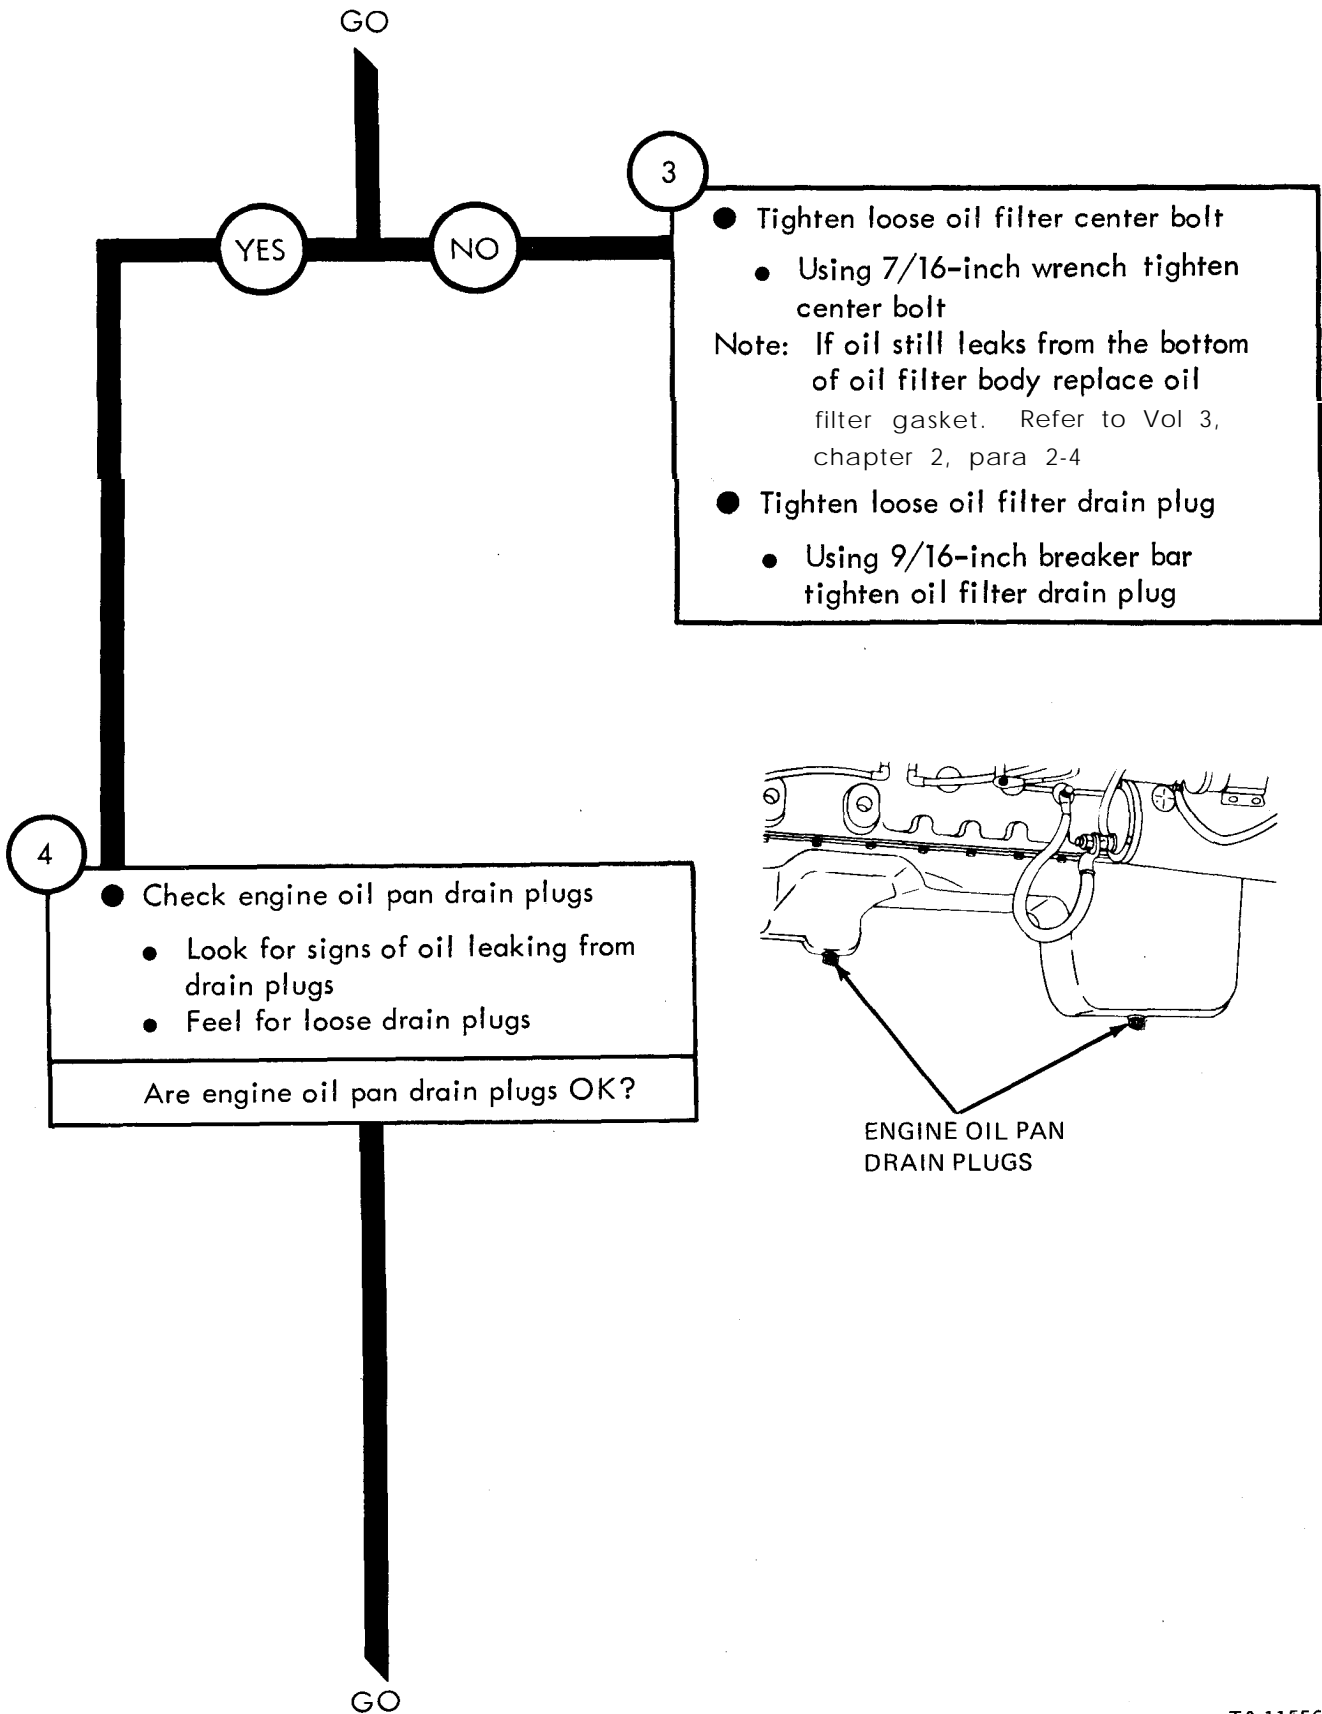 GO
YES
NO
3
● Tighten loose oil filter center bolt
● Using 7/16-inch wrench tighten
center bolt
Note: If oil still leaks from the bottom
of oil filter body replace oil
filter gasket. Refer to Vol 3,
chapter 2, para 2-4
● Tighten loose oil filter drain plug
● Using 9/16-inch breaker bar
tighten oil filter drain plug
4
● Check engine oil pan drain plugs
● Look for signs of oil leaking from
drain plugs
● Feel for loose drain plugs
Are engine oil pan drain plugs OK?
ENGINE OIL PAN
DRAIN PLUGS
GO